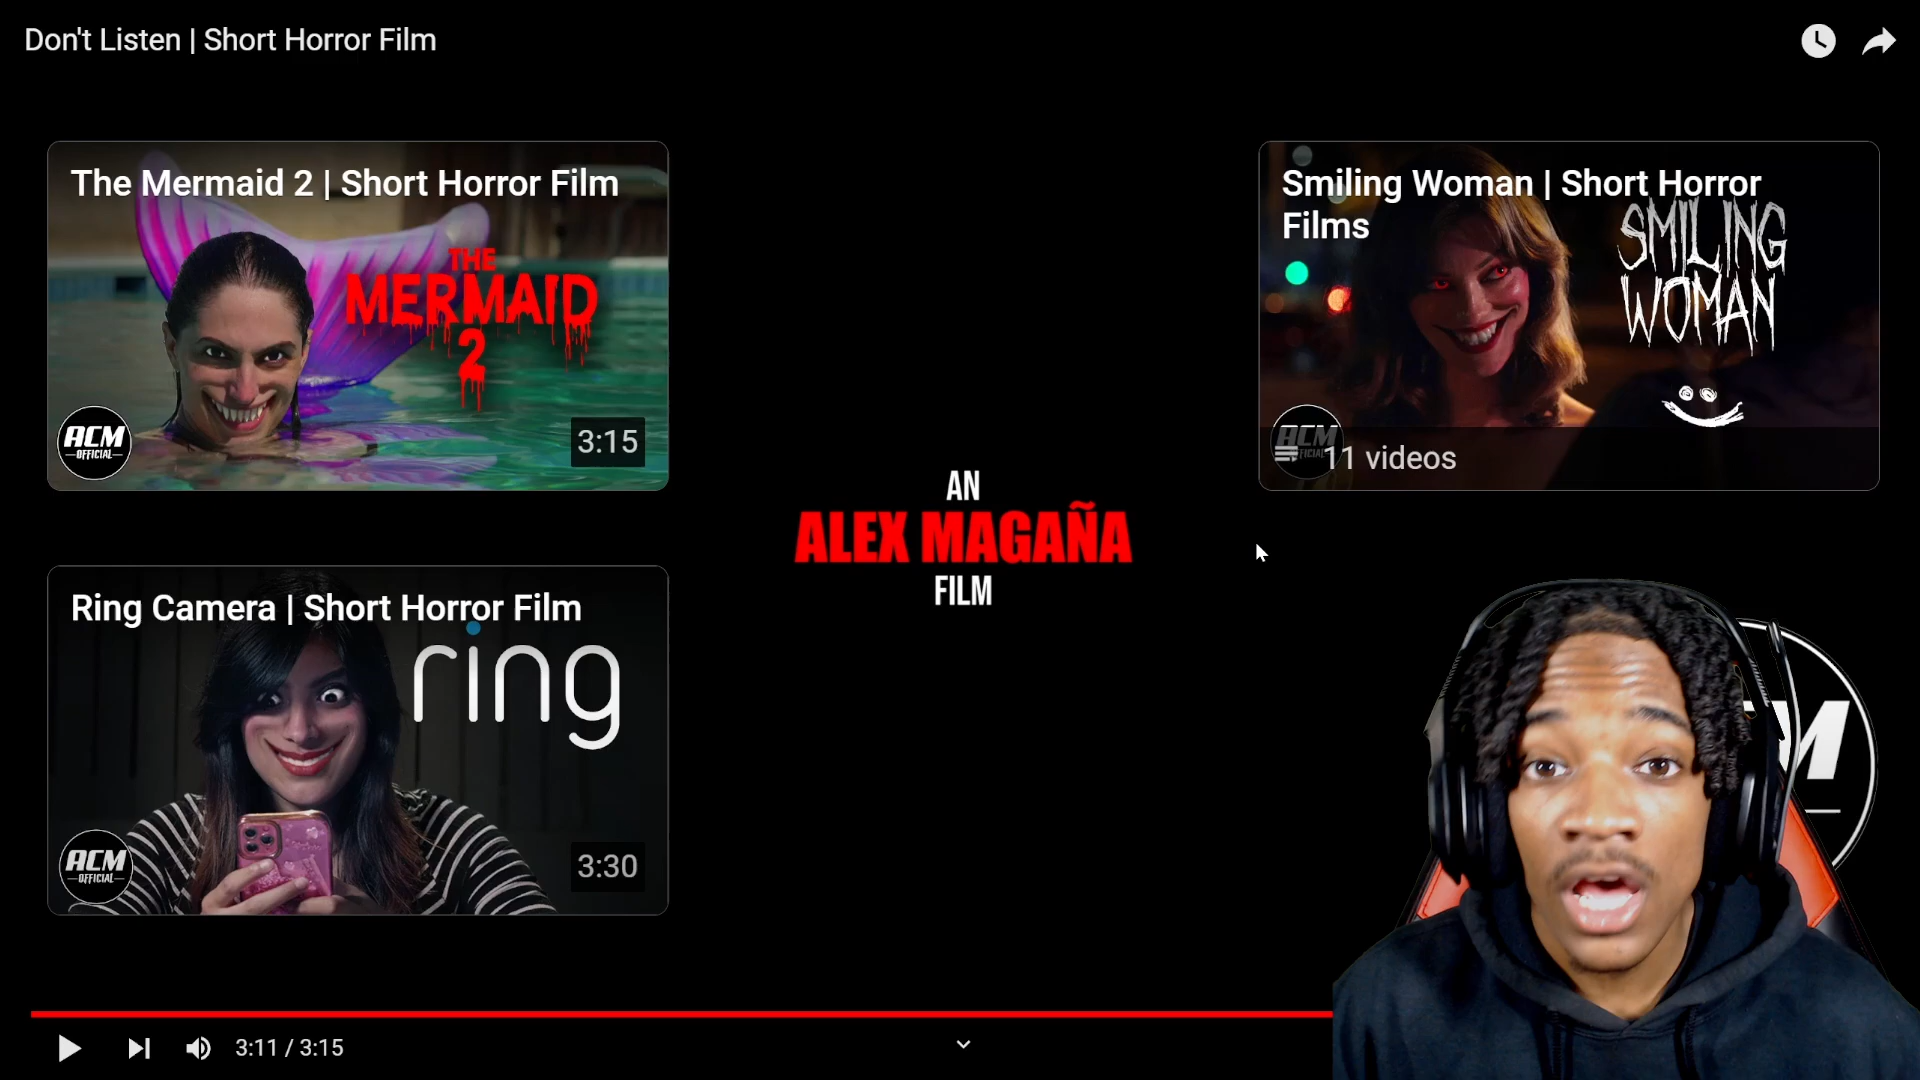 Don't Listen | Short Horror Film
The Mermaid 2 | Short Horror Film
THE
MERMAID
2
ACM
OFFICIAL
3:15
Smiling Woman | Short Horror
Films
SMILING
WOMAN
ACM
11 videos
AN
ALEX MAGAÑA
FILM
Ring Camera | Short Horror Film
ring
ACM
OFFICIAL
3:30
3:11 / 3:15